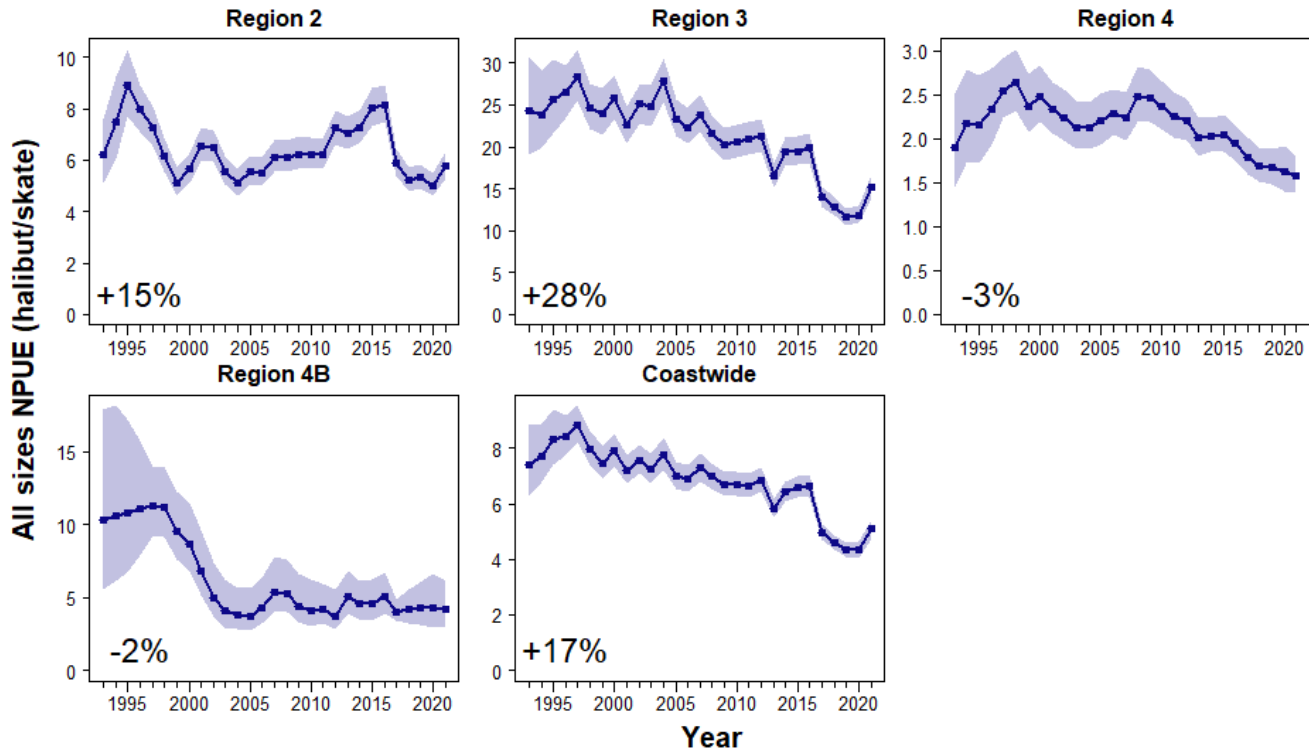 Region 2
Region 3
Region 4
10
8
6
4
2
0
+15%
1995 2000 2005 2010 2015 2020
30
25
20
15
10
5
0
+28%
1995 2000 2005 2010 2015 2020
3.0
2.5
2.0
1.5
1.0
0.5
0.0
-3%
1995 2000 2005 2010 2015 2020
All sizes NPUE (halibut/skate)
Region 4B
Coastwide
15
10
5
0
-2%
1995 2000 2005 2010 2015 2020
8
6
4
2
0
+17%
1995 2000 2005 2010 2015 2020
Year